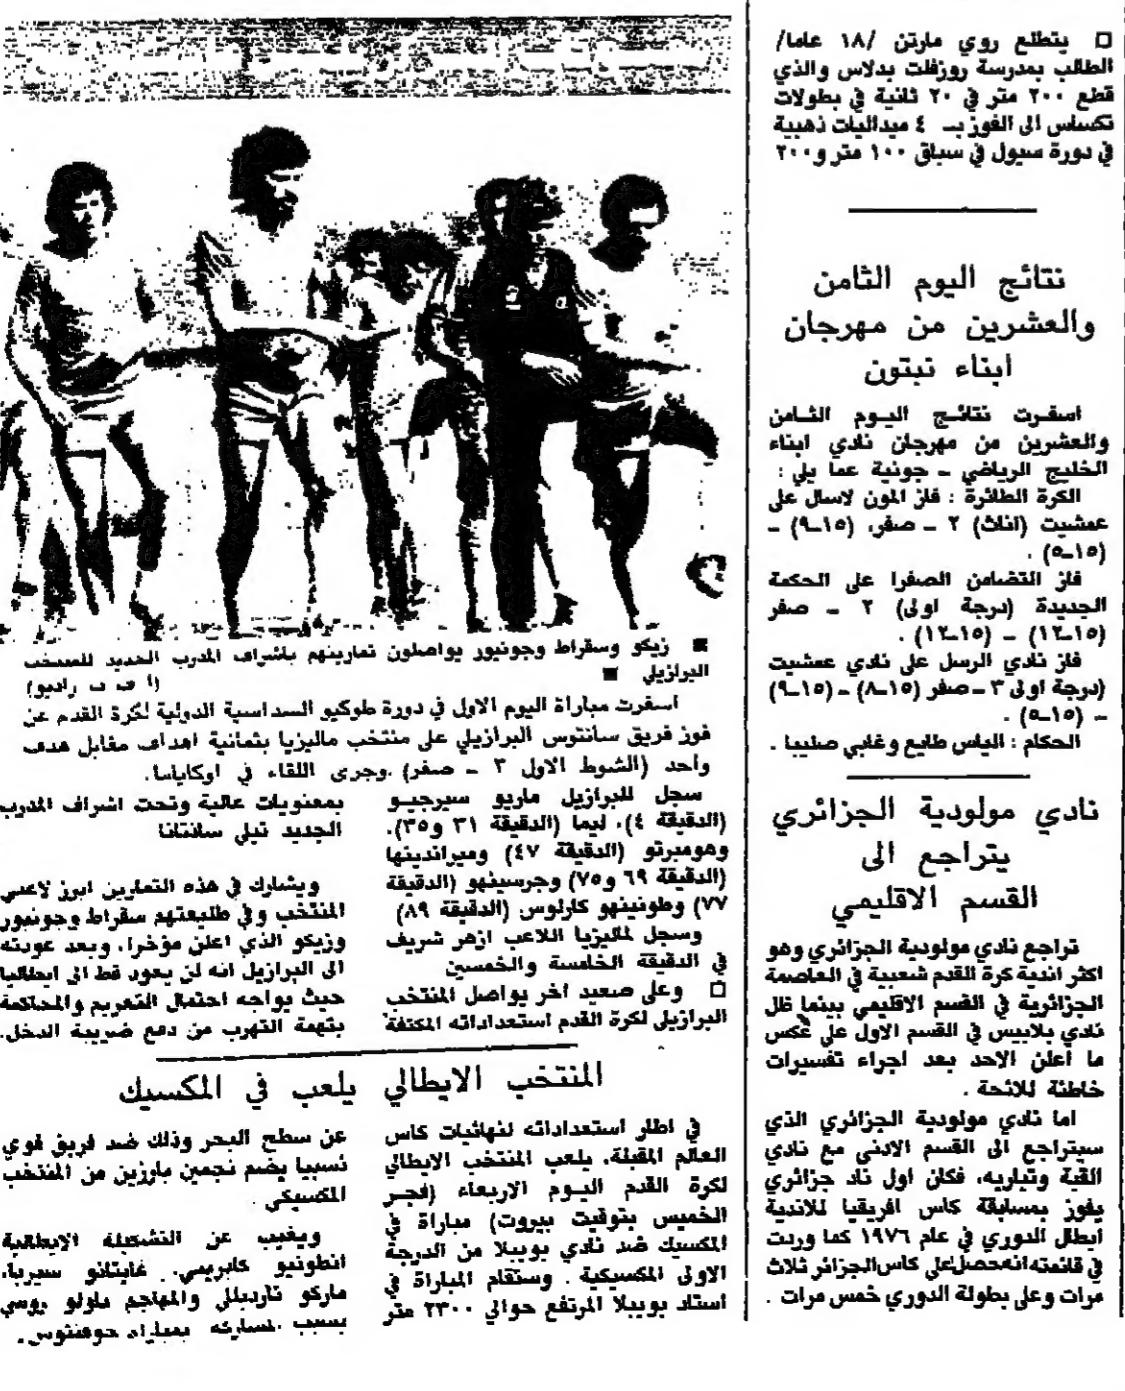 □ يتطلع روي مارتن /١٨ عاما/
الطالب بمدرسة روزفلت بدلاس والذي
قطع ٢٠٠ متر في ٢٠ ثانية في بطولات
تكساس الى الفوز بـ ٤ ميداليات ذهبية
في دورة سيول في سباق ١٠٠ متر و٢٠٠
نتائج اليوم الثامن
والعشرين من مهرجان
ابناء نبتون
اسفرت نتائج اليوم الثامن
والعشرين من مهرجان نادي ابناء
الخليج الرياضي - جونية عما يلي :
الكرة الطائرة : فاز المون لاسال على
عمشيت (اناث) ٢ - صفر، (١٥-٩) -
(١٥-٥) .
فاز التضامن الصفرا على الحكمة
الجديدة (درجة اولى) ٢ - صفر
(١٥-١٢) - (١٥-١٢) .
فاز نادي الرسل على نادي عمشيت
(درجة اولى ٣ - صفر (١٥-٨) - (١٥-٩)
- (١٥-٥) .
الحكام : الياس طايع وغابي صليبا .
نادي مولودية الجزائري
يتراجع الى
القسم الاقليمي
تراجع نادي مولودية الجزائري وهو
اكثر اندية كرة القدم شعبية في العاصمة
الجزائرية في القسم الاقليمي بينما ظل
نادي بلابيس في القسم الاول على عكس
ما اعلن الاحد بعد اجراء تفسيرات
خاطئة للائحة .
اما نادي مولودية الجزائري الذي
سيتراجع الى القسم الادنى مع نادي
القبة وتياريه، فكان اول ناد جزائري
يفوز بمسابقة كاس افريقيا للاندية
ابطال الدوري في عام ١٩٧٦ كما وردت
في قائمته انه حصل على كاس الجزائر ثلاث
مرات وعلى بطولة الدوري خمس مرات .
■ زيكو وسقراط وجونيور يواصلون تمارينهم باشراف المدرب الجديد للمنتخب
البرازيلي ■ (أ ف ب راديو)
اسفرت مباراة اليوم الاول في دورة طوكيو السداسية الدولية لكرة القدم عن
فوز فريق سانتوس البرازيلي على منتخب ماليزيا بثمانية اهداف مقابل هدف
واحد (الشوط الاول ٣ - صفر) .وجرى اللقاء في اوكاياسا.
سجل للبرازيل ماريو سيرجيو
(الدقيقة ٤)، ليما (الدقيقة ٣١ و٣٥)،
وهومبرتو (الدقيقة ٤٧) وميراندينها
(الدقيقة ٦٩ و٧٥) وجرسينهو (الدقيقة
٧٧) وطونينهو كارلوس (الدقيقة ٨٩)
وسجل لماليزيا اللاعب ازهر شريف
في الدقيقة الخامسة والخمسين
□ وعلى صعيد اخر يواصل المنتخب
البرازيل لكرة القدم استعداداته المكثفة
بمعنويات عالية وتحت اشراف المدرب
الجديد تيلي سانتانا
ويشارك في هذه التمارين ابرز لاعبي
المنتخب وفي طليعتهم سقراط وجونيور
وزيكو الذي اعلن مؤخرا، وبعد عودته
الى البرازيل انه لن يعود قط الى ايطاليا
حيث يواجه احتمال التغريم والمحاكمة
بتهمة التهرب من دفع ضريبة الدخل.
المنتخب الايطالي يلعب في المكسيك
في اطار استعداداته لنهائيات كاس
العالم المقبلة، يلعب المنتخب الايطالي
لكرة القدم اليوم الاربعاء (فجر
الخميس بتوقيت بيروت) مباراة في
المكسيك ضد نادي بويبلا من الدرجة
الاولى المكسيكية . وستقام المباراة في
استاد بويبلا المرتفع حوالي ٢٣٠٠ متر
عن سطح البحر وذلك ضد فريق قوي
نسبيا يضم نجمين بارزين من المنتخب
المكسيكي .
ويغيب عن التشكيلة الايطالية
انطونيو كابريني، غايتانو سيريا،
ماركو تارديللي والمهاجم باولو روسي
بسبب مشاركته بمباراة جوفنتوس.